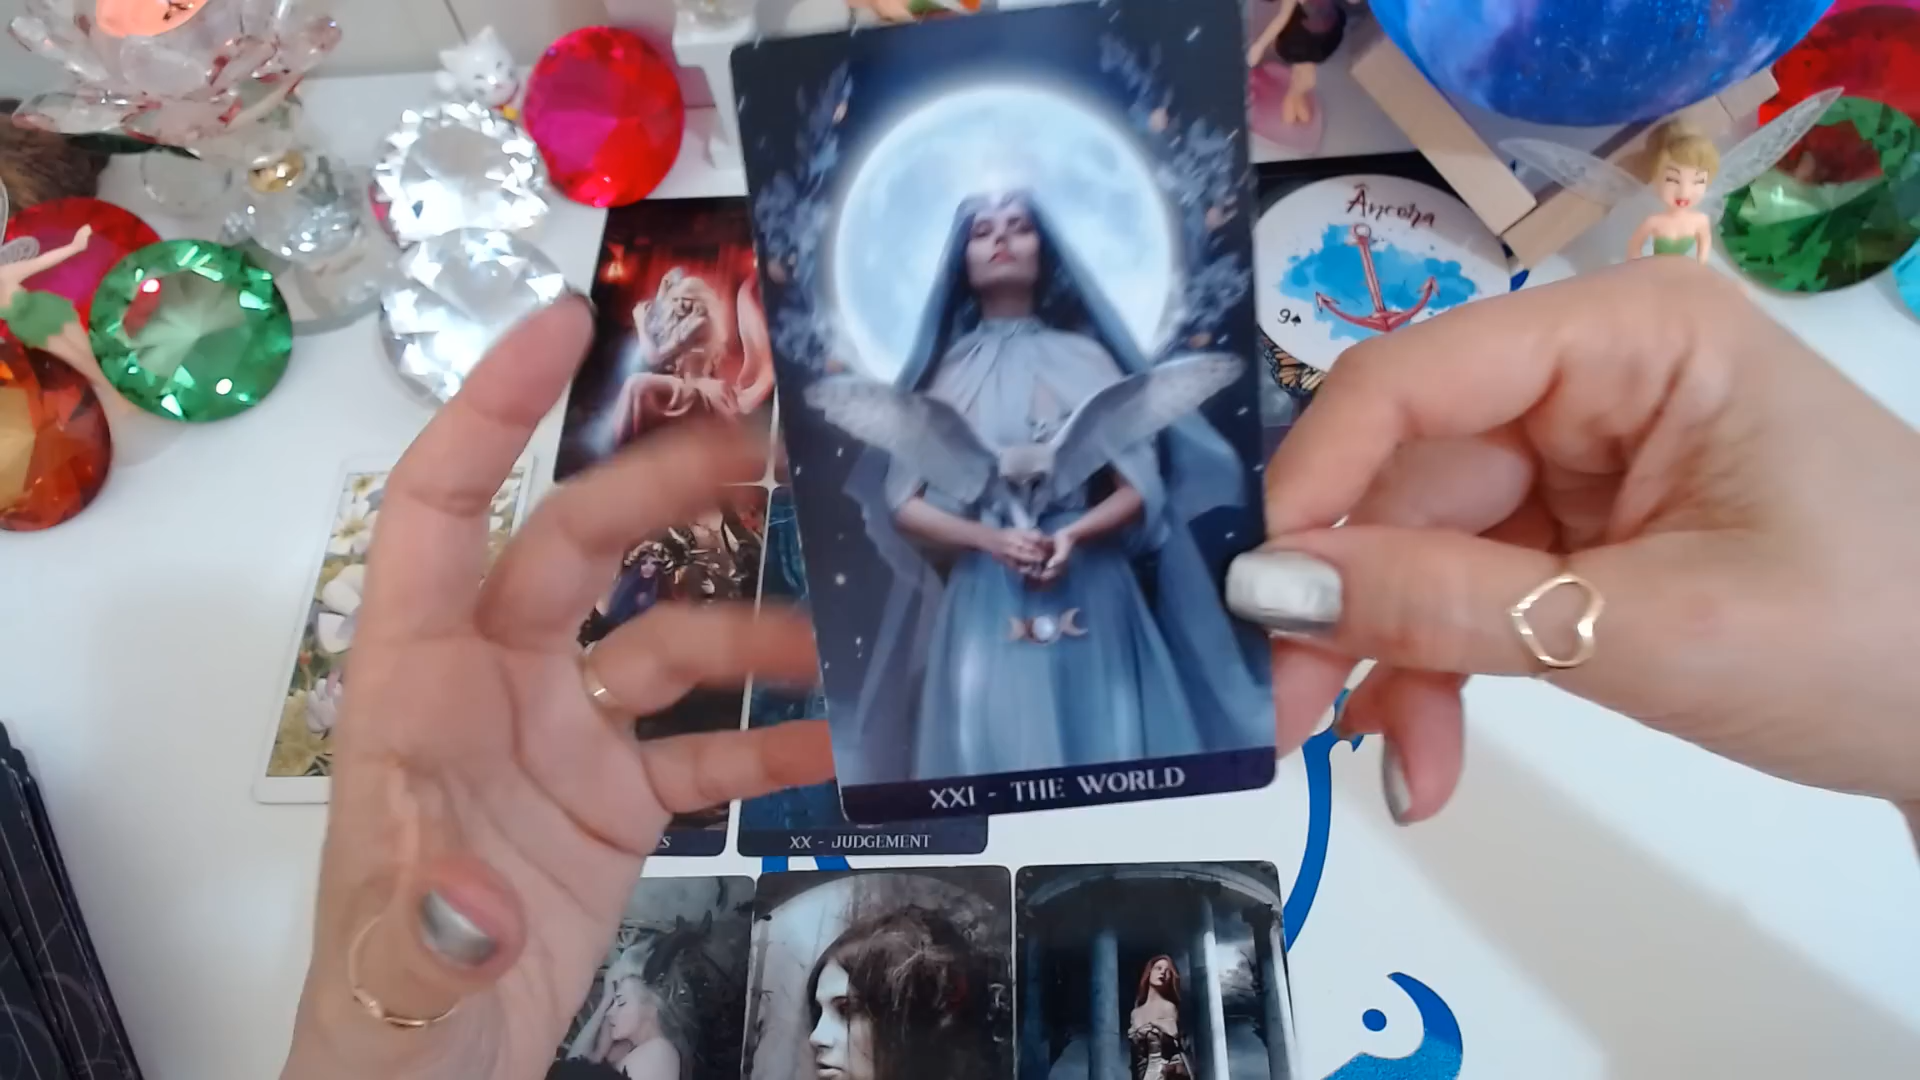 Âncora
9♠
XXI - THE WORLD
XX - JUDGEMENT